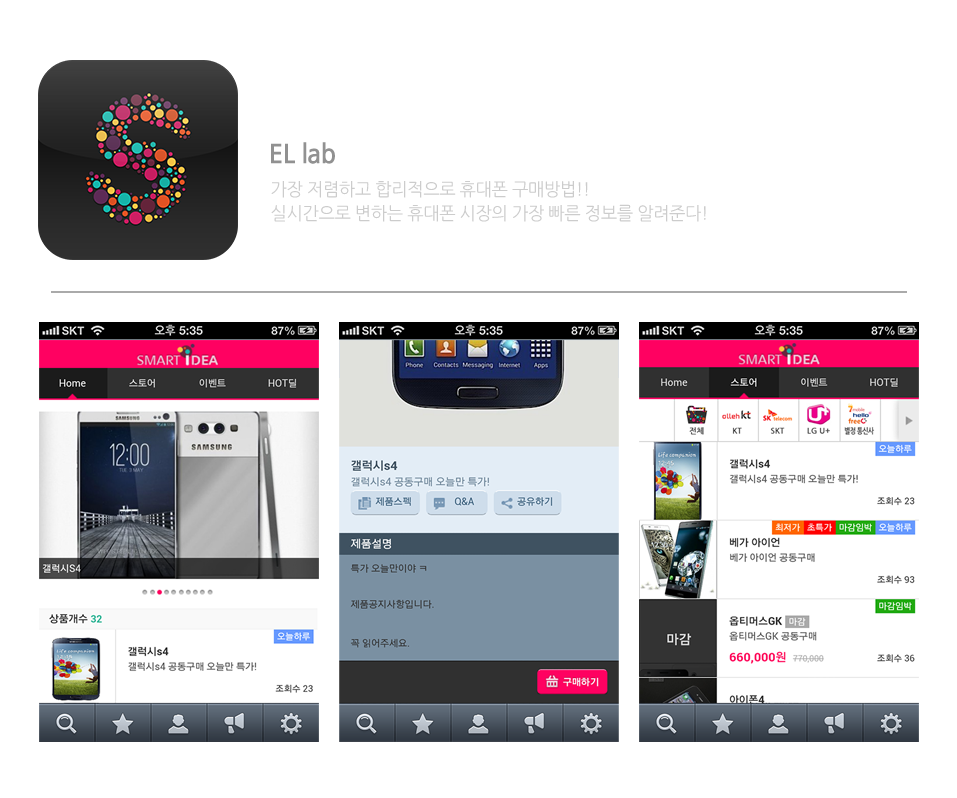 EL lab
가장 저렴하고 합리적으로 휴대폰 구매방법!!
실시간으로 변하는 휴대폰 시장의 가장 빠른 정보를 알려준다!
SKT 오후 5:35 87%
SMART iDEA
Home 스토어 이벤트 HOT딜
12:00
SAMSUNG
SAMSUNG
갤럭시S4
상품개수 32
오늘하루
Life companion
갤럭시s4
갤럭시s4 공동구매 오늘만 특가!
조회수 23
SKT 오후 5:35 87%
Phone Contacts Messaging Internet Apps
갤럭시s4
갤럭시s4 공동구매 오늘만 특가!
제품스펙 Q&A 공유하기
제품설명
특가 오늘만이야 ㅋ
제품공지사항입니다.
꼭 읽어주세요.
구매하기
SKT 오후 5:35 87%
SMART iDEA
Home 스토어 이벤트 HOT딜
전체
olleh kt
KT
SK telecom
SKT
LG U+
7mobile
hello
free
별정 통신사
오늘하루
Life companion
갤럭시s4
갤럭시s4 공동구매 오늘만 특가!
조회수 23
최저가 초특가 마감임박 오늘하루
베가 아이언
베가 아이언 공동구매
조회수 93
마감임박
마감
옵티머스GK 마감
옵티머스GK 공동구매
660,000원 770,000
조회수 36
아이폰4